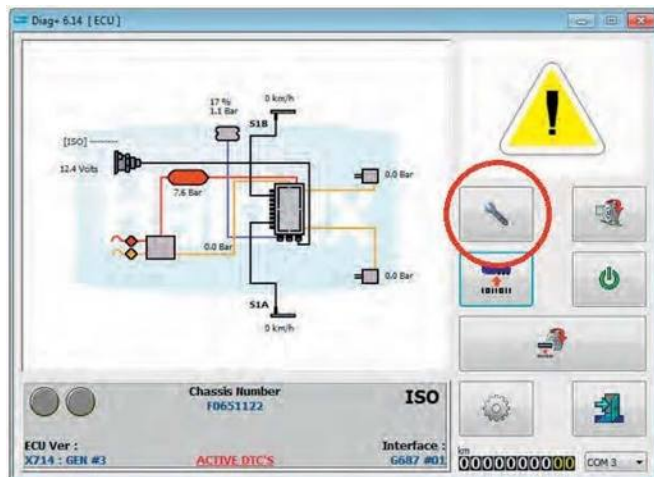 Diag+ 6.14 [ECU]
17 %
1.1 Bar
0 km/h
S1B
[ISO]
12.4 Volts
7.6 Bar
0.0 Bar
0.0 Bar
0.0 Bar
S1A
0 km/h
1011011
Chassis Number
F0651122
ISO
ECU Ver :
X714 : GEN #3
ACTIVE DTC'S
Interface :
G687 #01
km
0000000000
COM 3